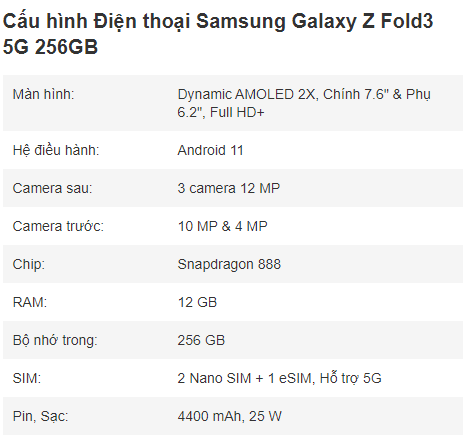 Cấu hình Điện thoại Samsung Galaxy Z Fold3
5G 256GB
Màn hình: Dynamic AMOLED 2X, Chính 7.6" & Phụ
6.2", Full HD+
Hệ điều hành: Android 11
Camera sau: 3 camera 12 MP
Camera trước: 10 MP & 4 MP
Chip: Snapdragon 888
RAM: 12 GB
Bộ nhớ trong: 256 GB
SIM: 2 Nano SIM + 1 eSIM, Hỗ trợ 5G
Pin, Sạc: 4400 mAh, 25 W